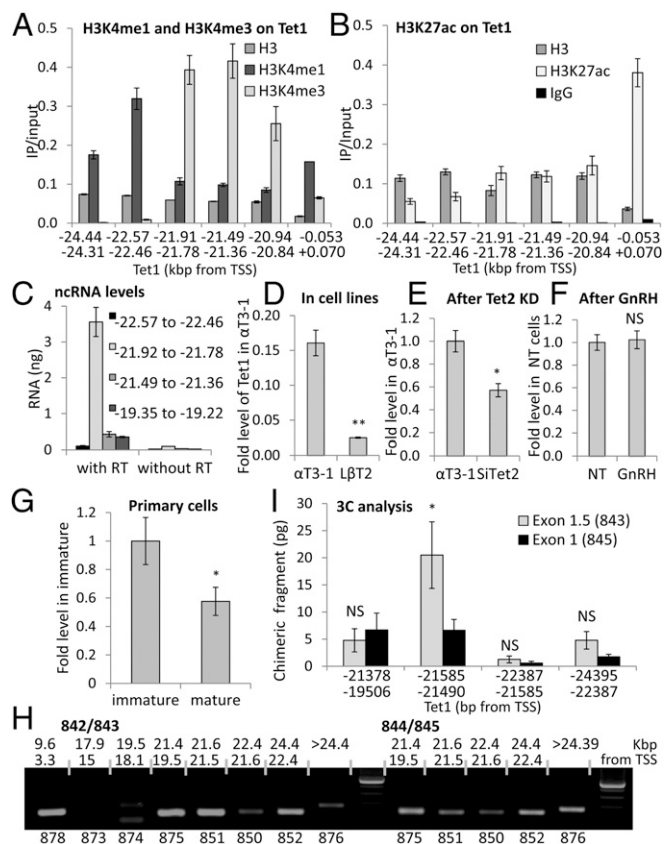 A
H3K4me1 and H3K4me3 on Tet1
IP/input
0.5
0.4
0.3
0.2
0.1
0.0
H3
H3K4me1
H3K4me3
-24.44 -22.57 -21.91 -21.49 -20.94 -0.053
-24.31 -22.46 -21.78 -21.36 -20.84 +0.070
Tet1 (kbp from TSS)
B
H3K27ac on Tet1
IP/Input
0.5
0.4
0.3
0.2
0.1
0.0
H3
H3K27ac
IgG
-24.44 -22.57 -21.91 -21.49 -20.94 -0.053
-24.31 -22.46 -21.78 -21.36 -20.84 +0.070
Tet1 (kbp from TSS)
C
ncRNA levels
RNA (ng)
4
3
2
1
0
-22.57 to -22.46
-21.92 to -21.78
-21.49 to -21.36
-19.35 to -19.22
with RT without RT
D
In cell lines
Fold level of Tet1 in αT3-1
0.20
0.15
0.10
0.05
0.00
**
αT3-1 LβT2
E
After Tet2 KD
Fold level in αT3-1
1.4
1.2
1.0
0.8
0.6
0.4
0.2
0.0
*
αT3-1 SiTet2
F
After GnRH
Fold level in NT cells
1.4
1.2
1.0
0.8
0.6
0.4
0.2
0.0
NS
NT GnRH
G
Primary cells
Fold level in immature
1.4
1.2
1
0.8
0.6
0.4
0.2
0
*
immature mature
I
3C analysis
Chimeric fragment (pg)
30
25
20
15
10
5
0
Exon 1.5 (843)
Exon 1 (845)
NS
*
NS
NS
-21378 -21585 -22387 -24395
-19506 -21490 -21585 -22387
Tet1 (bp from TSS)
H
842/843 844/845
9.6 17.9 19.5 21.4 21.6 22.4 24.4 >24.4 21.4 21.6 22.4 24.4 >24.39 Kbp
3.3 15 18.1 19.5 21.5 21.6 22.4 19.5 21.5 21.6 22.4 from TSS
878 873 874 875 851 850 852 876 875 851 850 852 876